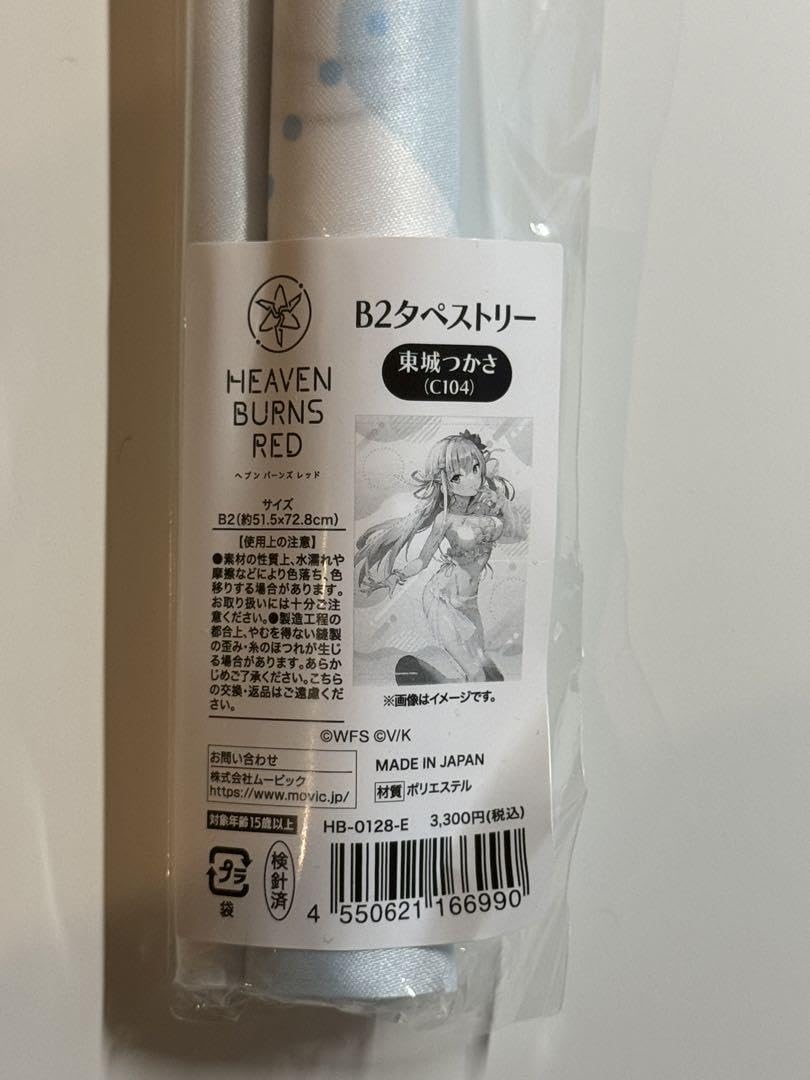 HEAVEN
BURNS
RED
ヘブンバーンズレッド
B2タペストリー
東城つかさ
(C104)
サイズ
B2(約51.5×72.8cm)
【使用上の注意】
●素材の性質上、水濡れや
摩擦などにより色落ち、色
移りする場合があります。
お取り扱いには十分ご注
意ください。●製造工程の
都合上、やむを得ない縫製
の歪み・糸のほつれが生じ
る場合があります。あらか
じめご了承ください。こちら
の交換・返品はご遠慮くだ
さい。
※画像はイメージです。
©WFS ©V/K
お問い合わせ
株式会社ムービック
https://www.movic.jp/
MADE IN JAPAN
材質 ポリエステル
対象年齢15歳以上
HB-0128-E 3,300円(税込)
プラ
袋
検針済
4 550621 166990